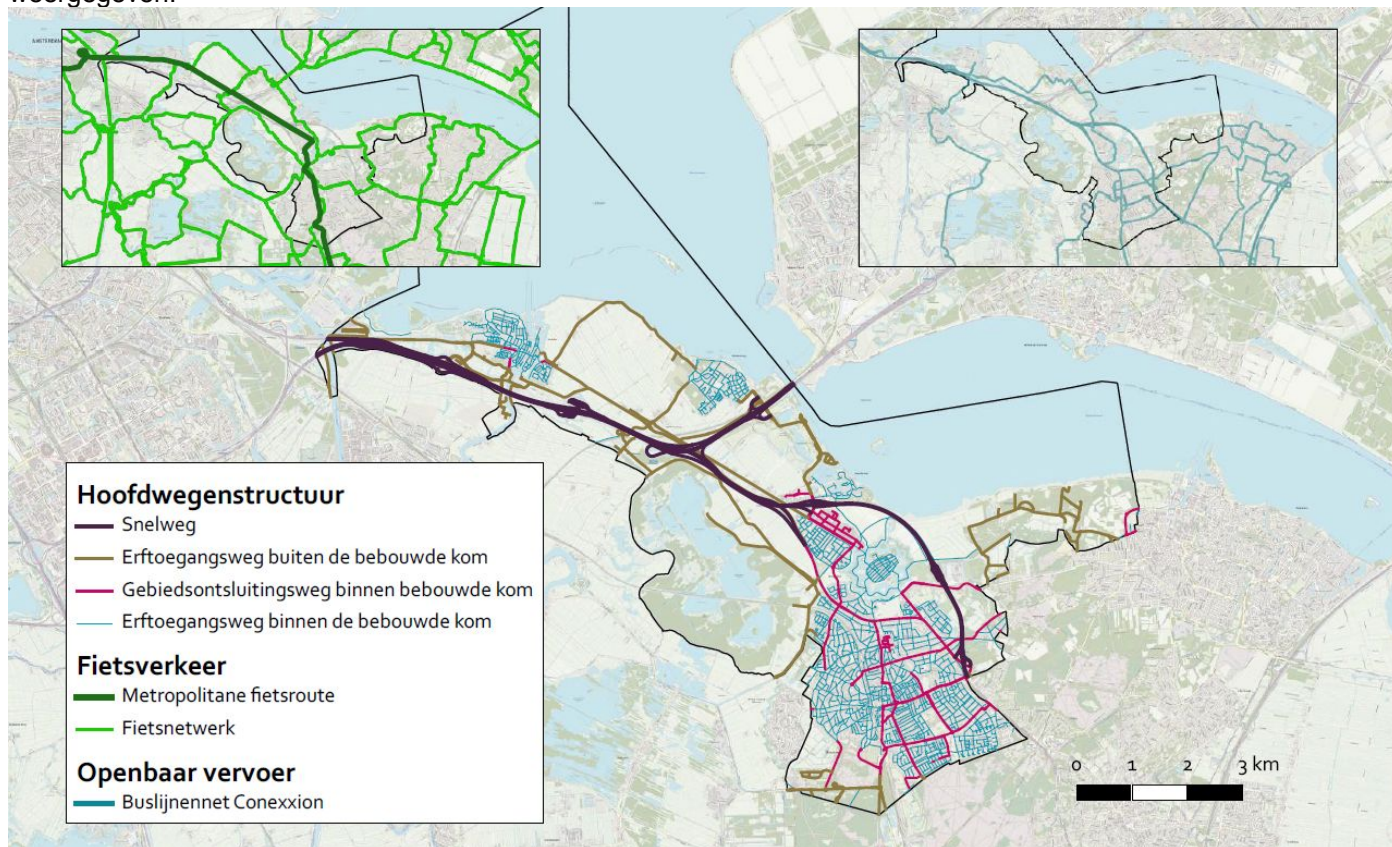 weergegeven.
Hoofdwegenstructuur
Snelweg
Erftoegangsweg buiten de bebouwde kom
Gebiedsontsluitingsweg binnen bebouwde kom
Erftoegangsweg binnen de bebouwde kom
Fietsverkeer
Metropolitane fietsroute
Fietsnetwerk
Openbaar vervoer
Buslijnennet Conexxion
0 1 2 3 km